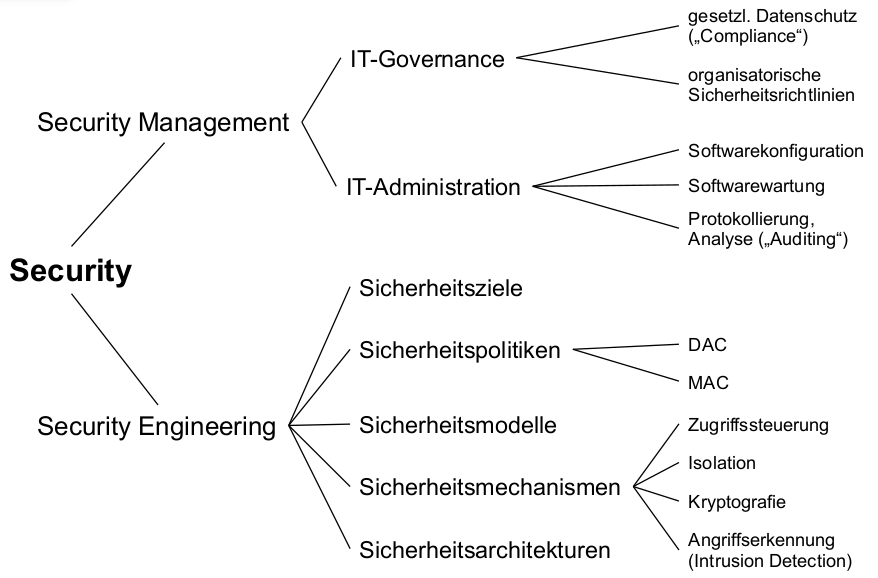 gesetzl. Datenschutz
(„Compliance“)
IT-Governance
organisatorische
Sicherheitsrichtlinien
Security Management
Softwarekonfiguration
IT-Administration
Softwarewartung
Protokollierung,
Analyse („Auditing“)
Security
Sicherheitsziele
Sicherheitspolitiken
DAC
MAC
Security Engineering
Sicherheitsmodelle
Zugriffssteuerung
Isolation
Sicherheitsmechanismen
Kryptografie
Angriffserkennung
(Intrusion Detection)
Sicherheitsarchitekturen